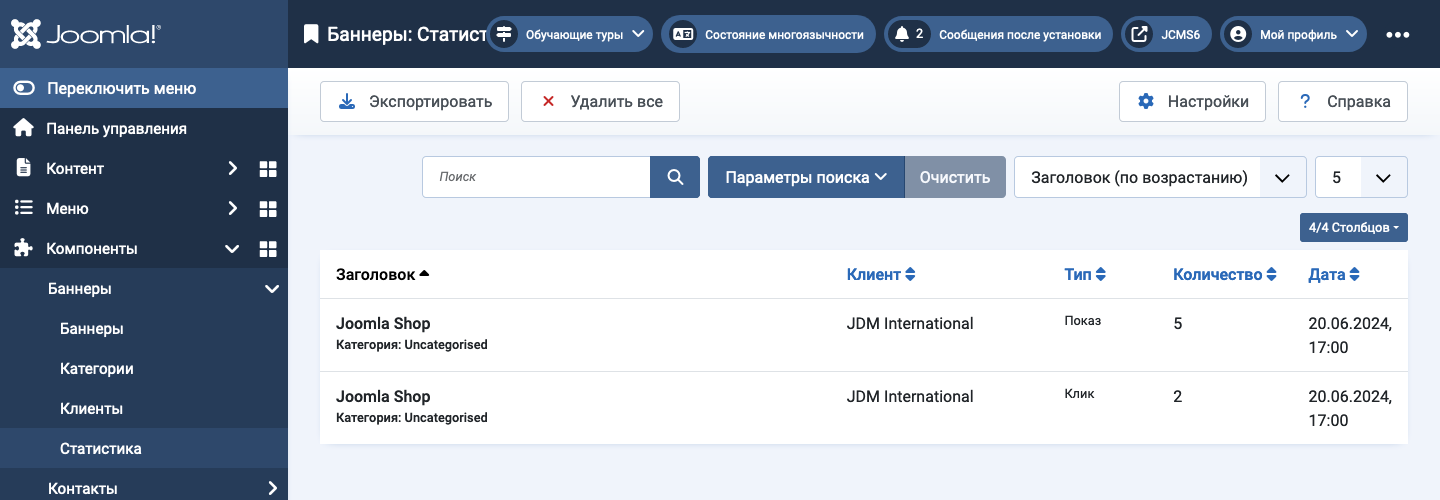 Joomla!®
Баннеры: Статист
Обучающие туры
Состояние многоязычности
2 Сообщения после установки
JCMS6
Мой профиль
Переключить меню
Панель управления
Контент
Меню
Компоненты
Баннеры
Баннеры
Категории
Клиенты
Статистика
Контакты
Экспортировать
Удалить все
Настройки
? Справка
Поиск
Параметры поиска
Очистить
Заголовок (по возрастанию)
5
4/4 Столбцов
Заголовок Клиент Тип Количество Дата
Joomla Shop JDM International Показ 5 20.06.2024,
Категория: Uncategorised 17:00
Joomla Shop JDM International Клик 2 20.06.2024,
Категория: Uncategorised 17:00